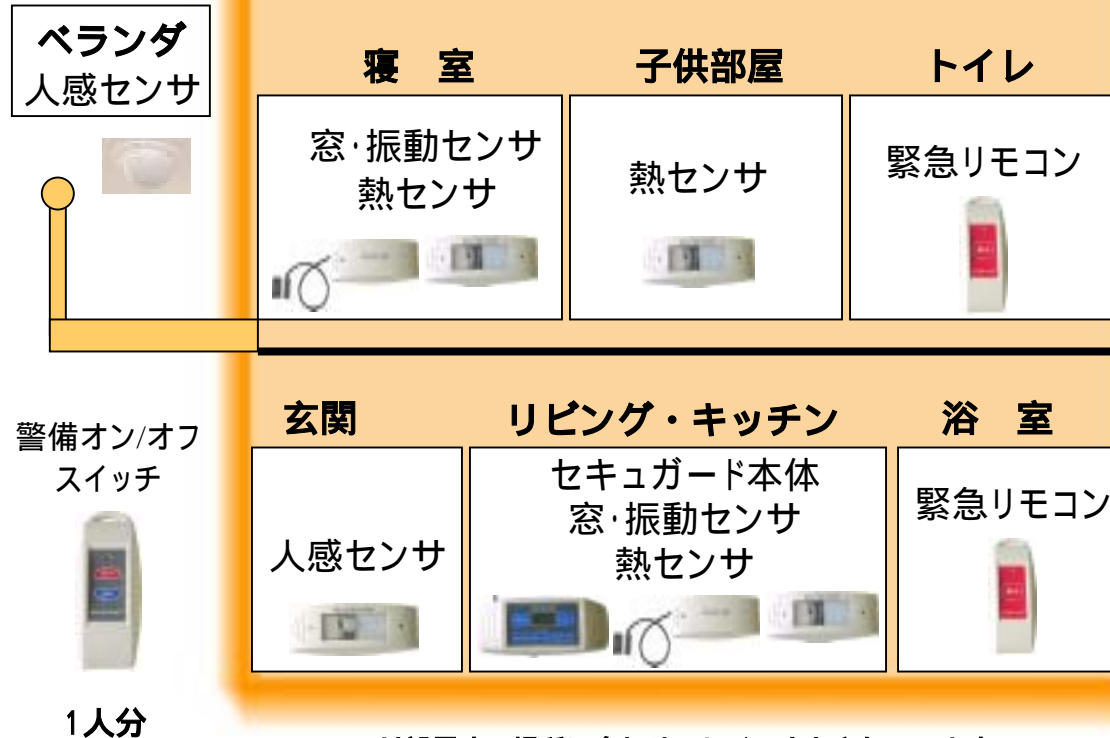 ベランダ
人感センサ
寝 室
窓・振動センサ
熱センサ
子供部屋
熱センサ
トイレ
緊急リモコン
警備オン/オフ
スイッチ
1人分
玄関
人感センサ
リビング・キッチン
セキュガード本体
窓・振動センサ
熱センサ
浴 室
緊急リモコン